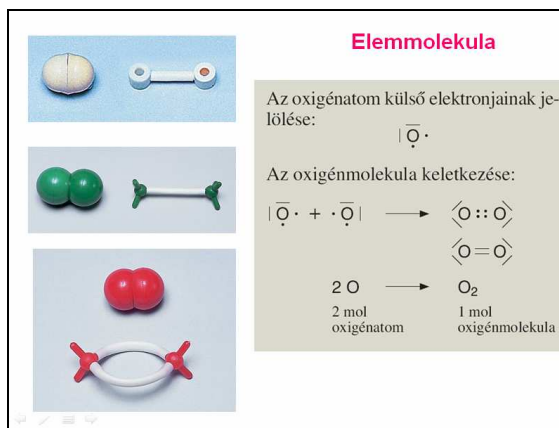 Elemmolekula
Az oxigénatom külső elektronjainak je-
lölése:
|O·
Az oxigénmolekula keletkezése:
|O· + ·O| → O::O
O=O
2 O → O₂
2 mol 1 mol
oxigénatom oxigénmolekula